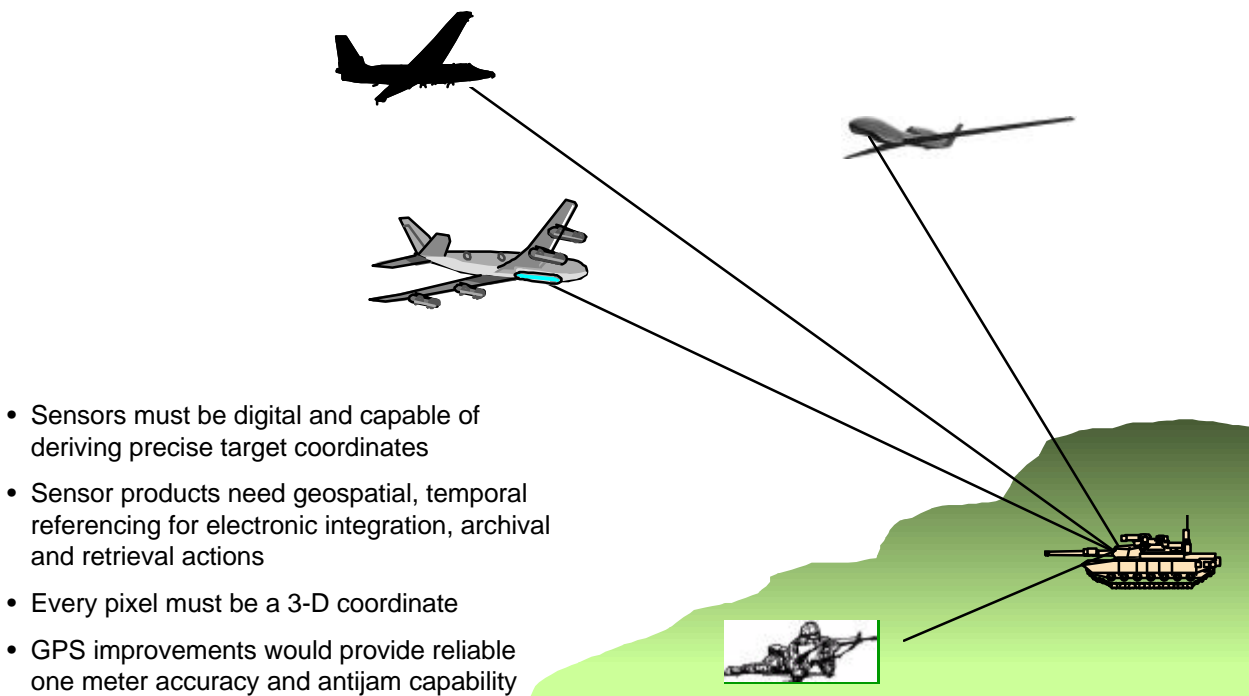 • Sensors must be digital and capable of
deriving precise target coordinates
• Sensor products need geospatial, temporal
referencing for electronic integration, archival
and retrieval actions
• Every pixel must be a 3-D coordinate
• GPS improvements would provide reliable
one meter accuracy and antijam capability